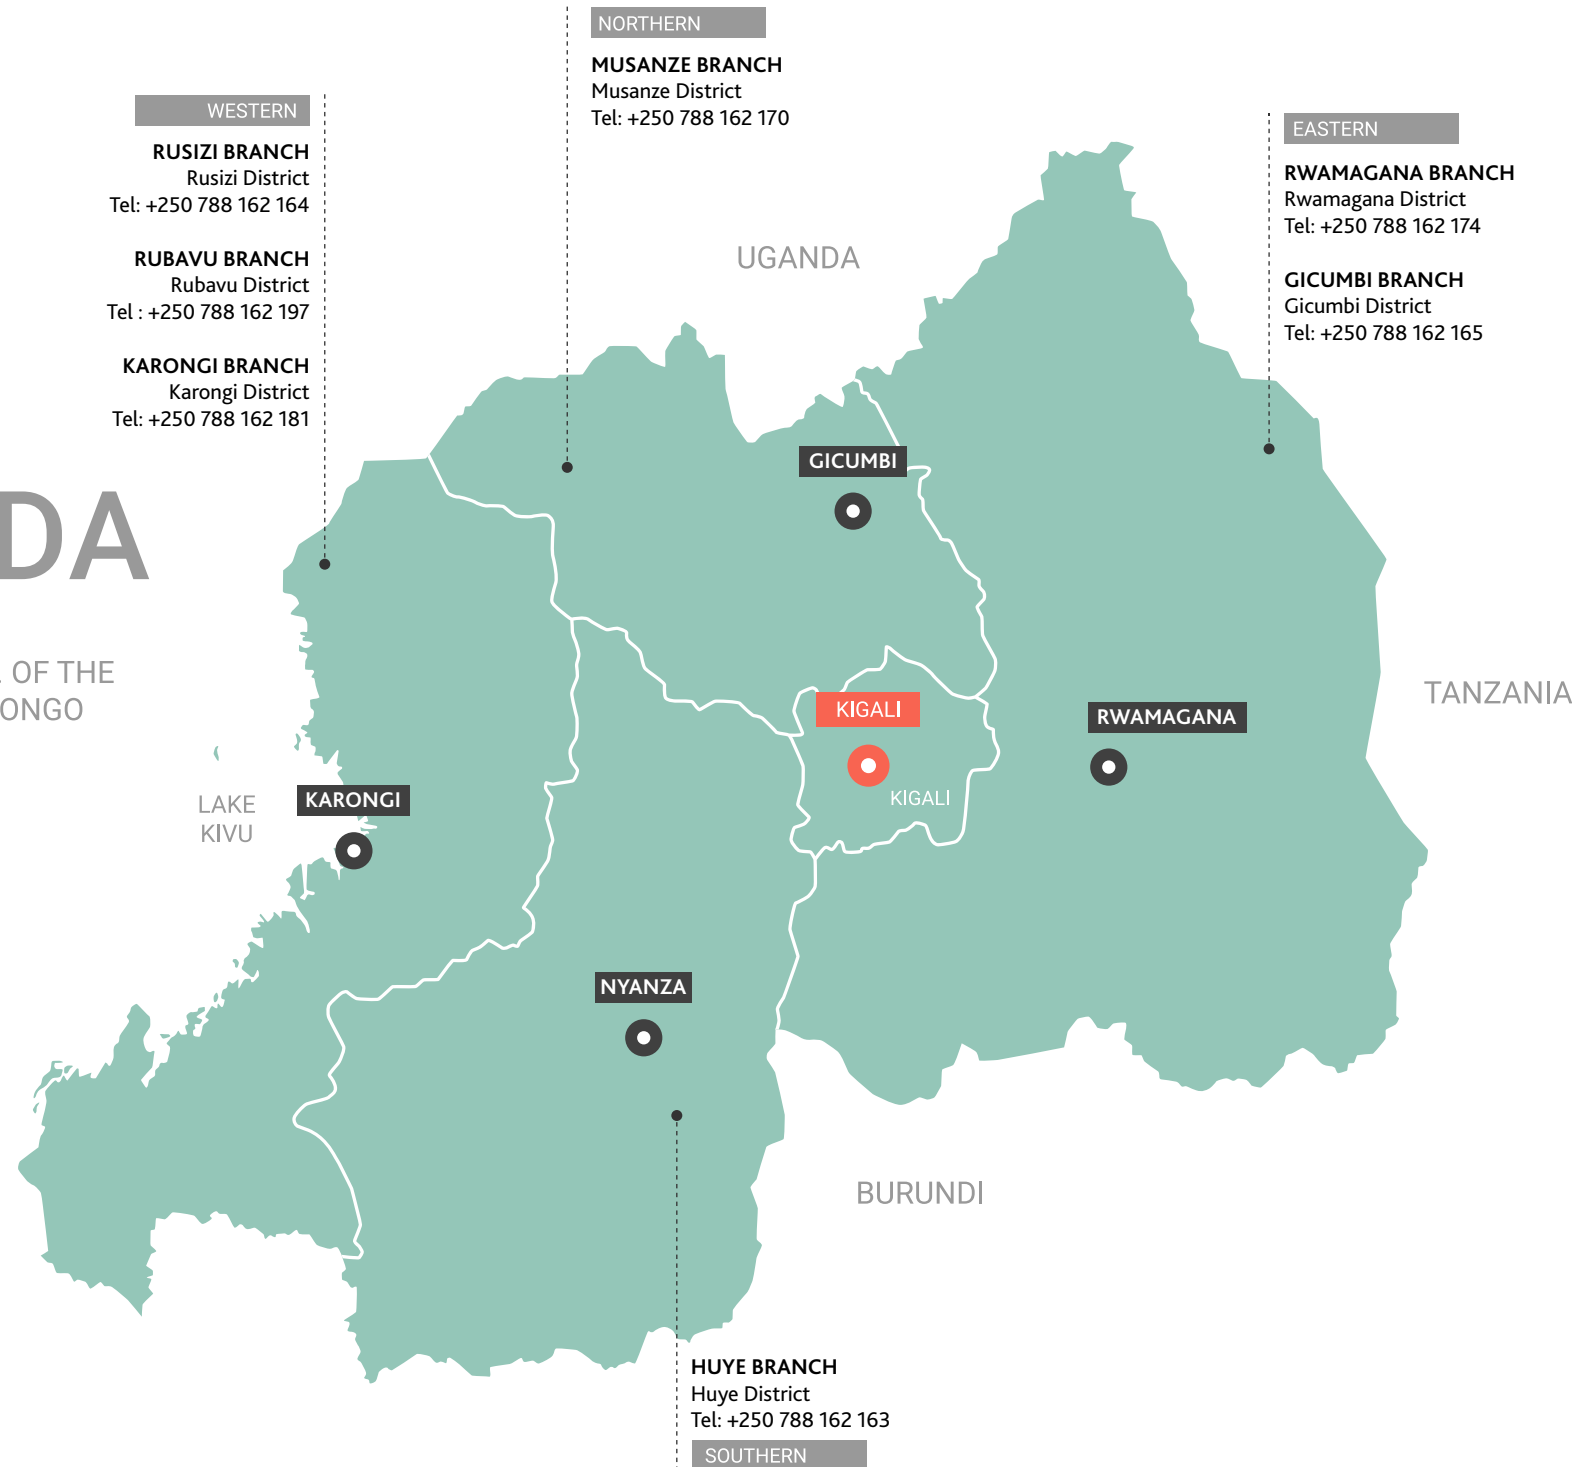 NORTHERN
MUSANZE BRANCH
Musanze District
Tel: +250 788 162 170
WESTERN
RUSIZI BRANCH
Rusizi District
Tel: +250 788 162 164
RUBAVU BRANCH
Rubavu District
Tel : +250 788 162 197
KARONGI BRANCH
Karongi District
Tel: +250 788 162 181
EASTERN
RWAMAGANA BRANCH
Rwamagana District
Tel: +250 788 162 174
GICUMBI BRANCH
Gicumbi District
Tel: +250 788 162 165
UGANDA
GICUMBI
DA
OF THE
ONGO
KIGALI
KIGALI
RWAMAGANA
TANZANIA
LAKE
KIVU
KARONGI
NYANZA
BURUNDI
HUYE BRANCH
Huye District
Tel: +250 788 162 163
SOUTHERN